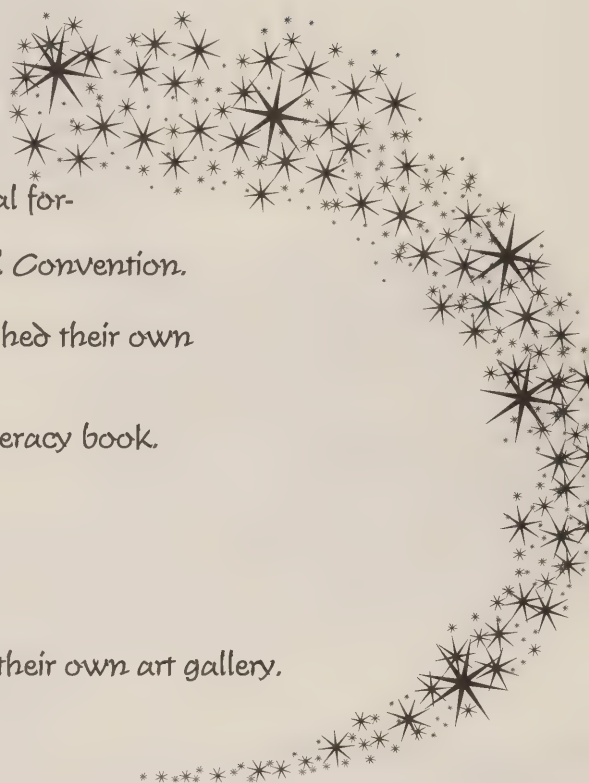 al for-
Convention.
hed their own
eracy book.
their own art gallery.